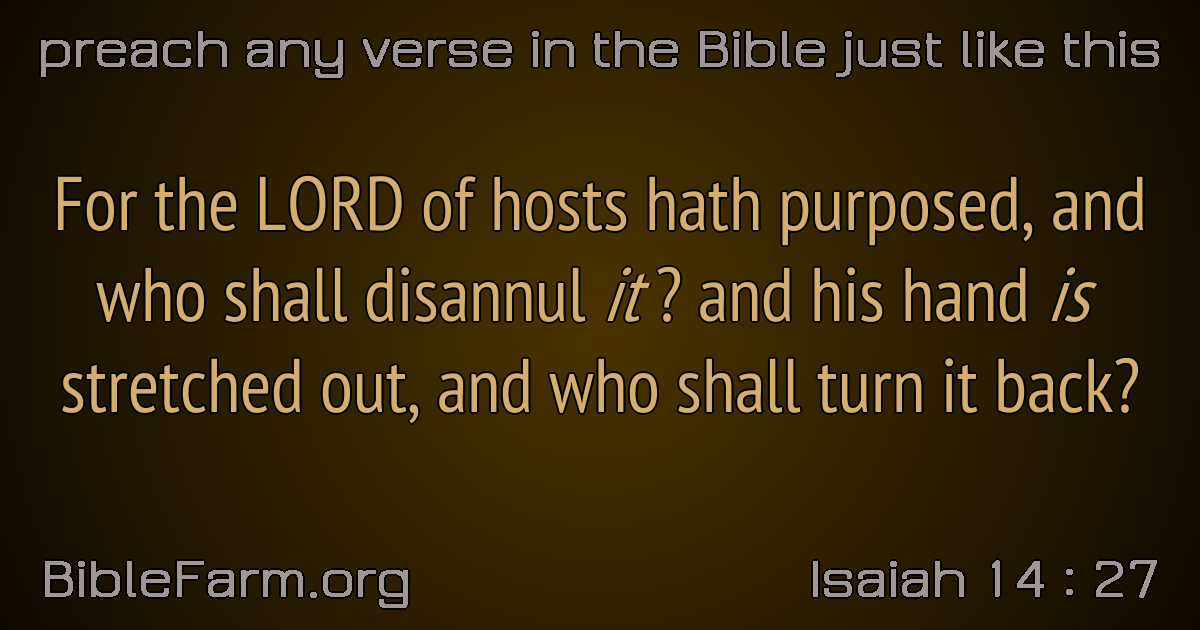 preach any verse in the Bible just like this
For the LORD of hosts hath purposed, and
who shall disannul it? and his hand is
stretched out, and who shall turn it back?
BibleFarm.org
Isaiah 14 : 27